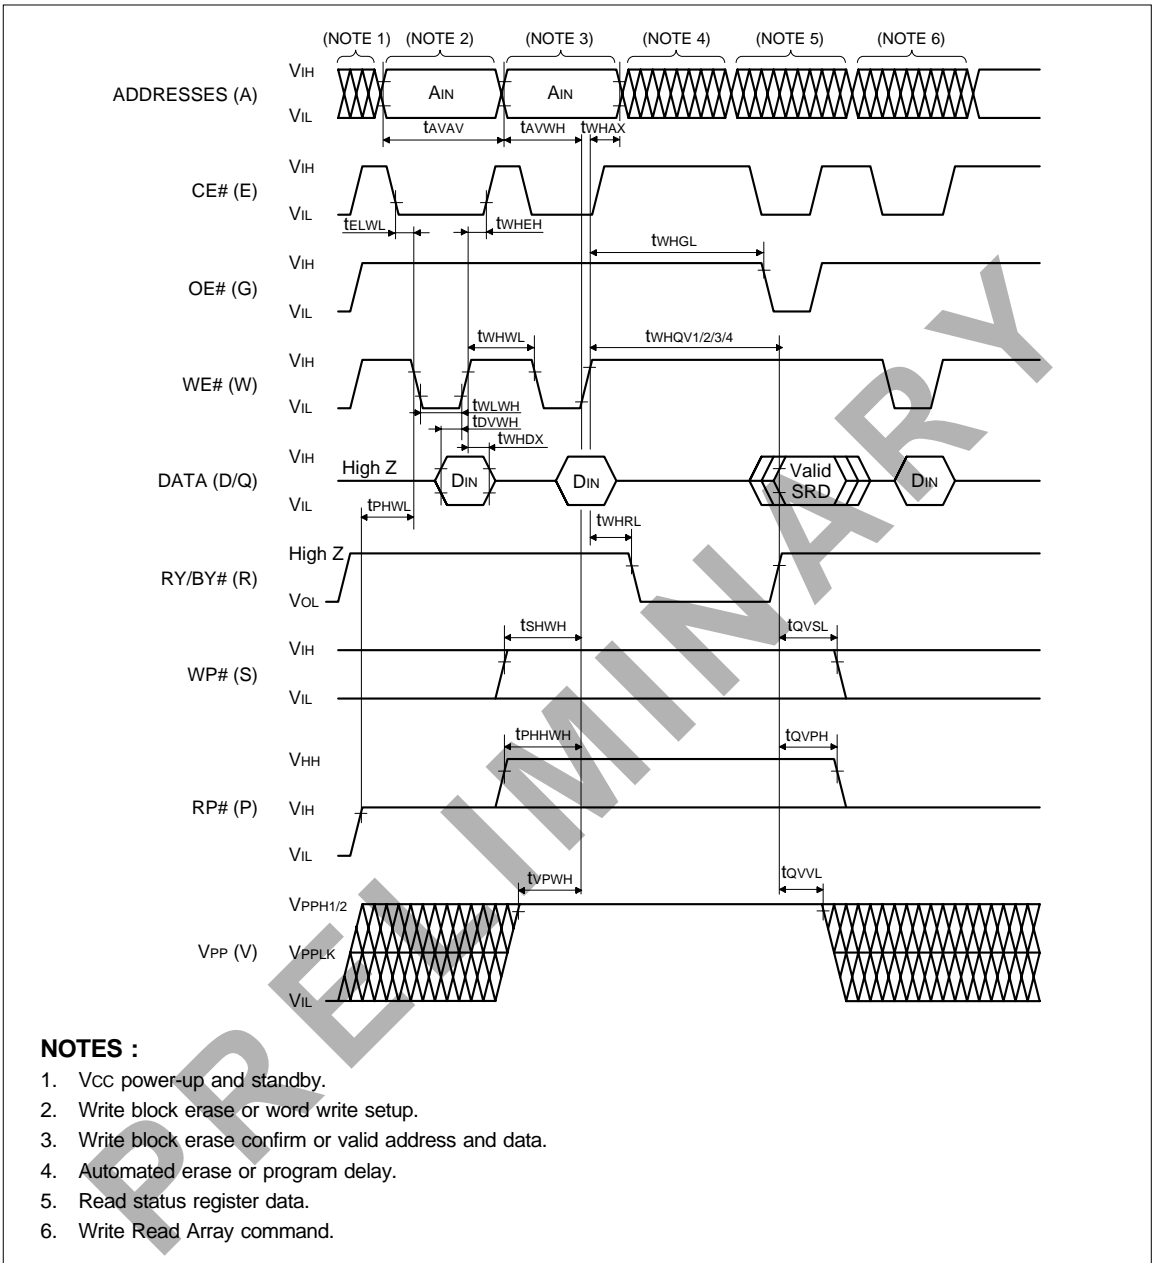 (NOTE 1) (NOTE 2) (NOTE 3) (NOTE 4) (NOTE 5) (NOTE 6)
ADDRESSES (A)
VIH
VIL
AIN AIN
tAVAV tAVWH tWHAX
CE# (E)
VIH
VIL
tELWL tWHEH
OE# (G)
VIH
VIL
tWHGL
WE# (W)
VIH
VIL
tWHWL tWHQV1/2/3/4
tWLWH
tDVWH
tWHDX
DATA (D/Q)
VIH
VIL
High Z DIN DIN Valid SRD DIN
tPHWL tWHRL
RY/BY# (R)
High Z
VOL
tSHWH tQVSL
WP# (S)
VIH
VIL
tPHHWH tQVPH
RP# (P)
VHH
VIH
VIL
tVPWH tQVVL
VPP (V)
VPPH1/2
VPPLK
VIL
NOTES :
1. VCC power-up and standby.
2. Write block erase or word write setup.
3. Write block erase confirm or valid address and data.
4. Automated erase or program delay.
5. Read status register data.
6. Write Read Array command.
PRELIMINARY